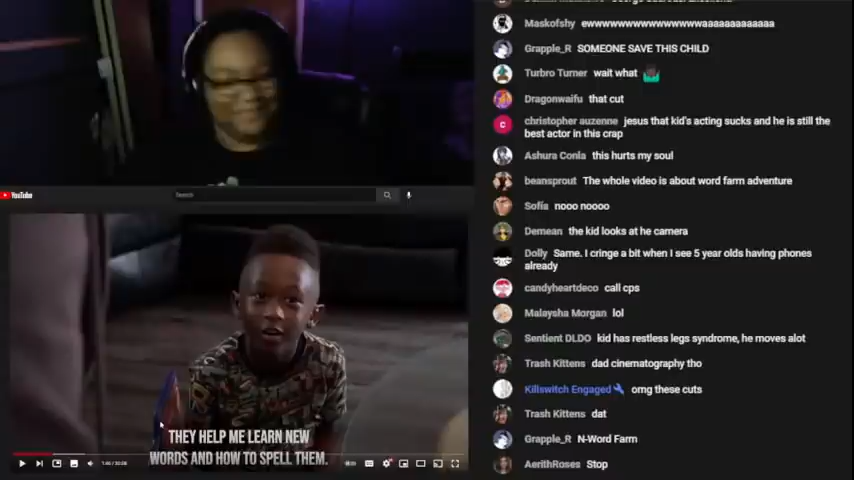 Maskofshy ewwwwwwwwwwwwwwaaaaaaaaaaaaa
Grapple_R SOMEONE SAVE THIS CHILD
Turbro Turner wait what
Dragonwaifu that cut
christopher auzenne jesus that kid's acting sucks and he is still the
best actor in this crap
Ashura Conla this hurts my soul
beansprout The whole video is about word farm adventure
Sofía nooo noooo
Demean the kid looks at he camera
Dolly Same. I cringe a bit when I see 5 year olds having phones
already
candyheartdeco call cps
Malaysha Morgan lol
Sentient DLDO kid has restless legs syndrome, he moves alot
Trash Kittens dad cinematography tho
Killswitch Engaged omg these cuts
Trash Kittens dat
Grapple_R N-Word Farm
AerithRoses Stop
YouTube
Search
THEY HELP ME LEARN NEW
WORDS AND HOW TO SPELL THEM.